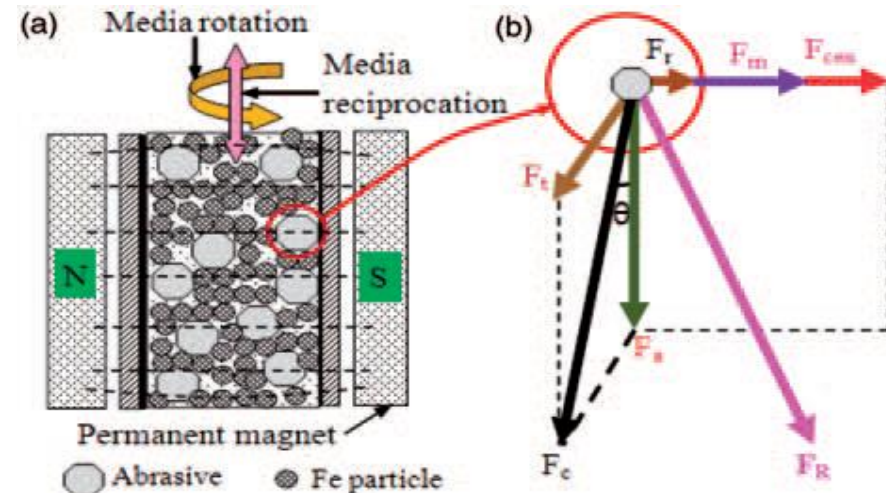 (a)
Media rotation
Media
reciprocation
N
S
Permanent magnet
Abrasive
Fe particle
(b)
Fr
Fm
Fcen
Ft
θ
Fa
Fc
FR